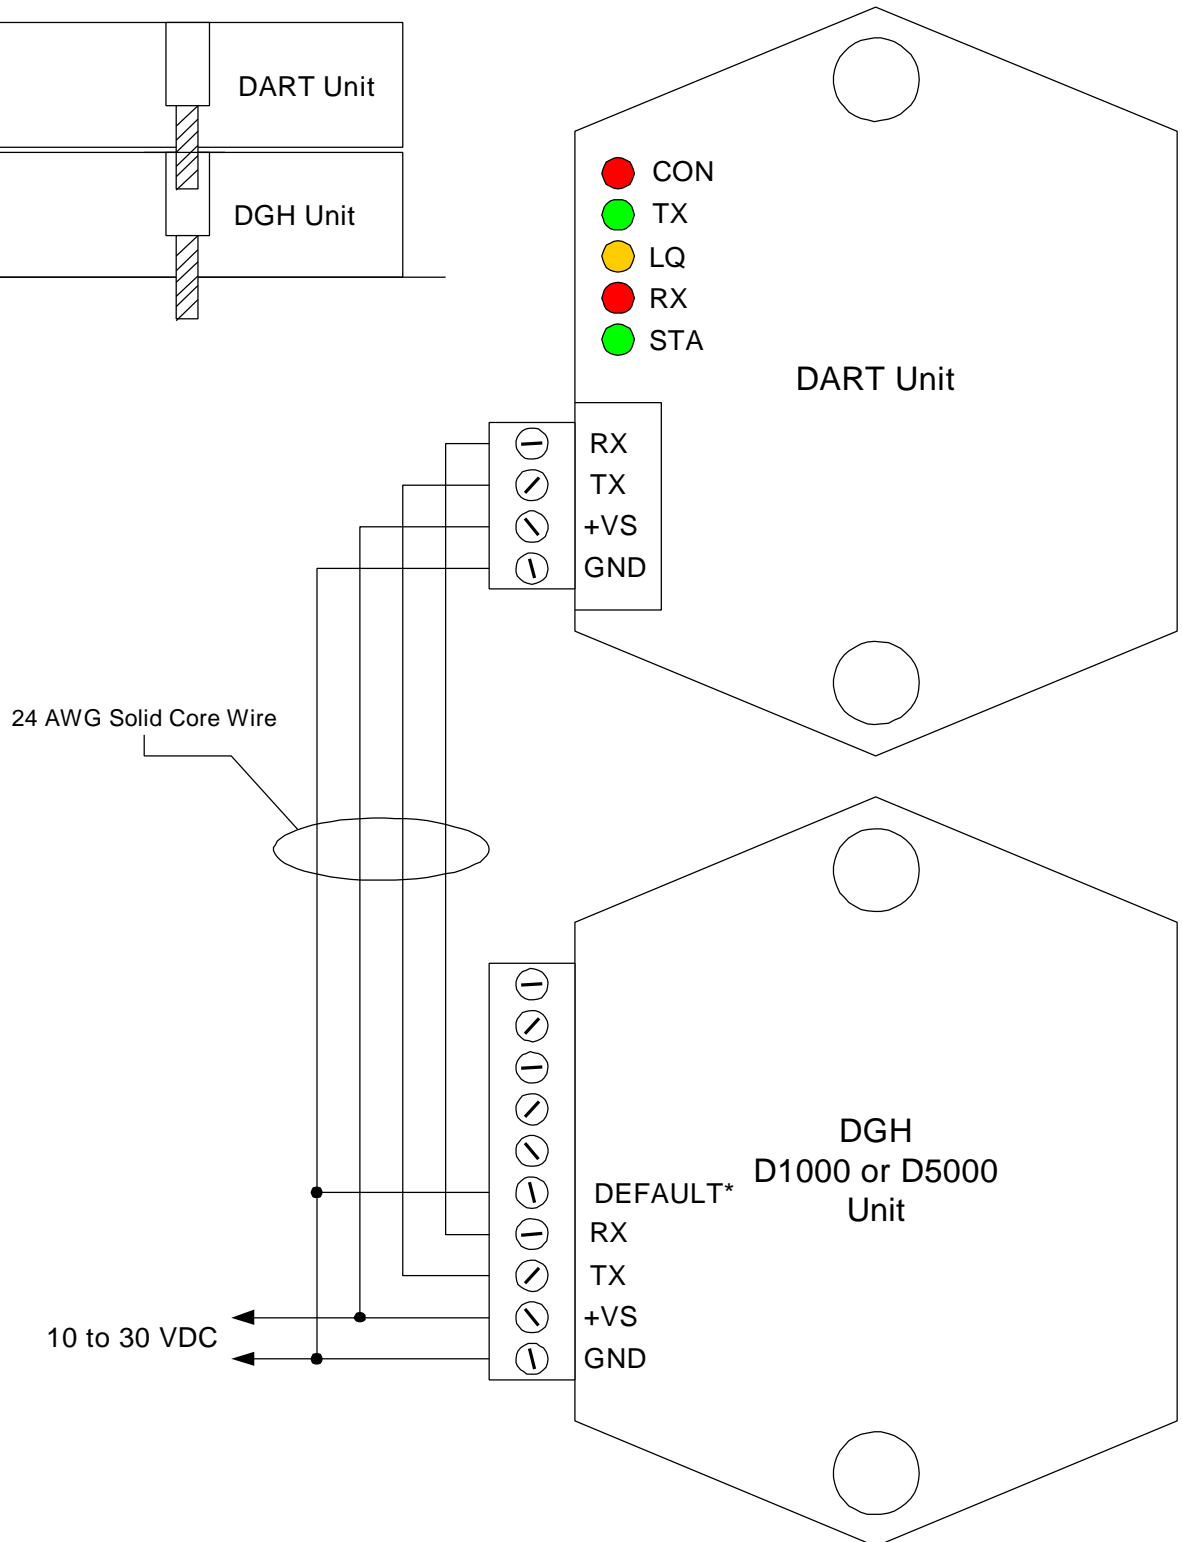 DART Unit
DGH Unit
CON
TX
LQ
RX
STA
DART Unit
RX
TX
+VS
GND
24 AWG Solid Core Wire
DGH
D1000 or D5000
Unit
DEFAULT*
RX
TX
+VS
GND
10 to 30 VDC